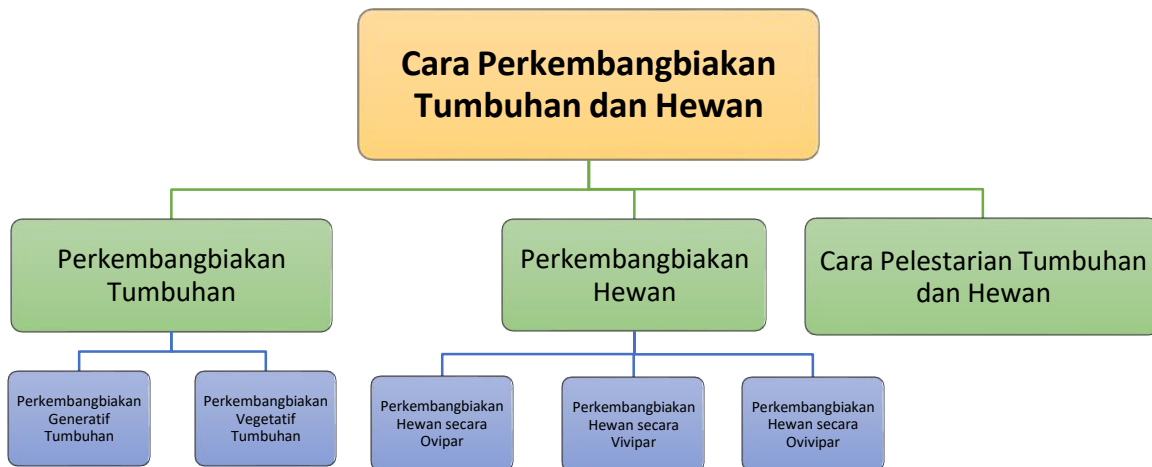 Cara Perkembangbiakan
Tumbuhan dan Hewan
Perkembangbiakan
Tumbuhan
Perkembangbiakan
Hewan
Cara Pelestarian Tumbuhan
dan Hewan
Perkembangbiakan
Generatif
Tumbuhan
Perkembangbiakan
Vegetatif
Tumbuhan
Perkembangbiakan
Hewan secara
Ovipar
Perkembangbiakan
Hewan secara
Vivipar
Perkembangbiakan
Hewan secara
Ovivipar